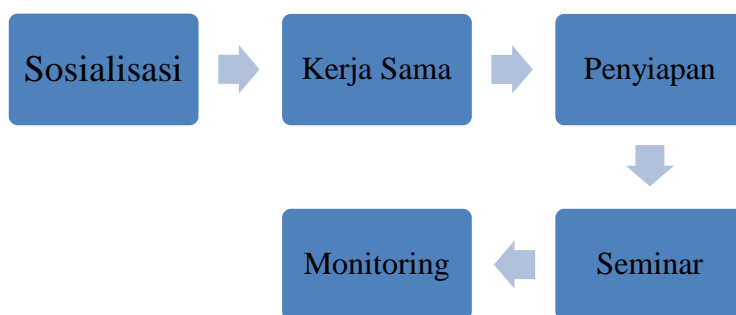 Sosialisasi
Kerja Sama
Penyiapan
Seminar
Monitoring